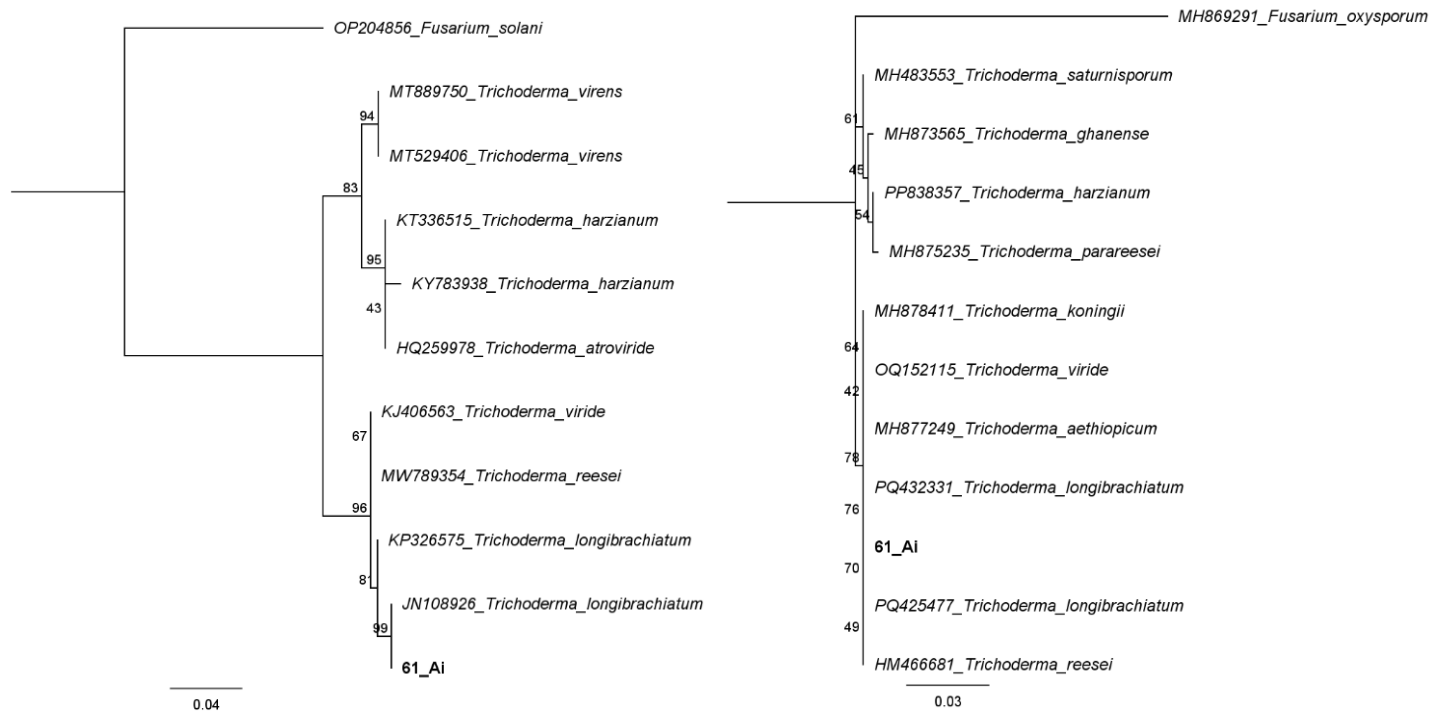 OP204856_Fusarium_solani
MT889750_Trichoderma_virens
94
MT529406_Trichoderma_virens
83
KT336515_Trichoderma_harzianum
95
KY783938_Trichoderma_harzianum
43
HQ259978_Trichoderma_atroviride
KJ406563_Trichoderma_viride
67
MW789354_Trichoderma_reesei
96
KP326575_Trichoderma_longibrachiatum
81
JN108926_Trichoderma_longibrachiatum
99
61_Ai
0.04
MH869291_Fusarium_oxysporum
MH483553_Trichoderma_saturnisporum
61
MH873565_Trichoderma_ghanense
45
PP838357_Trichoderma_harzianum
54
MH875235_Trichoderma_parareesei
MH878411_Trichoderma_koningii
64
OQ152115_Trichoderma_viride
42
MH877249_Trichoderma_aethiopicum
78
PQ432331_Trichoderma_longibrachiatum
76
61_Ai
70
PQ425477_Trichoderma_longibrachiatum
49
HM466681_Trichoderma_reesei
0.03